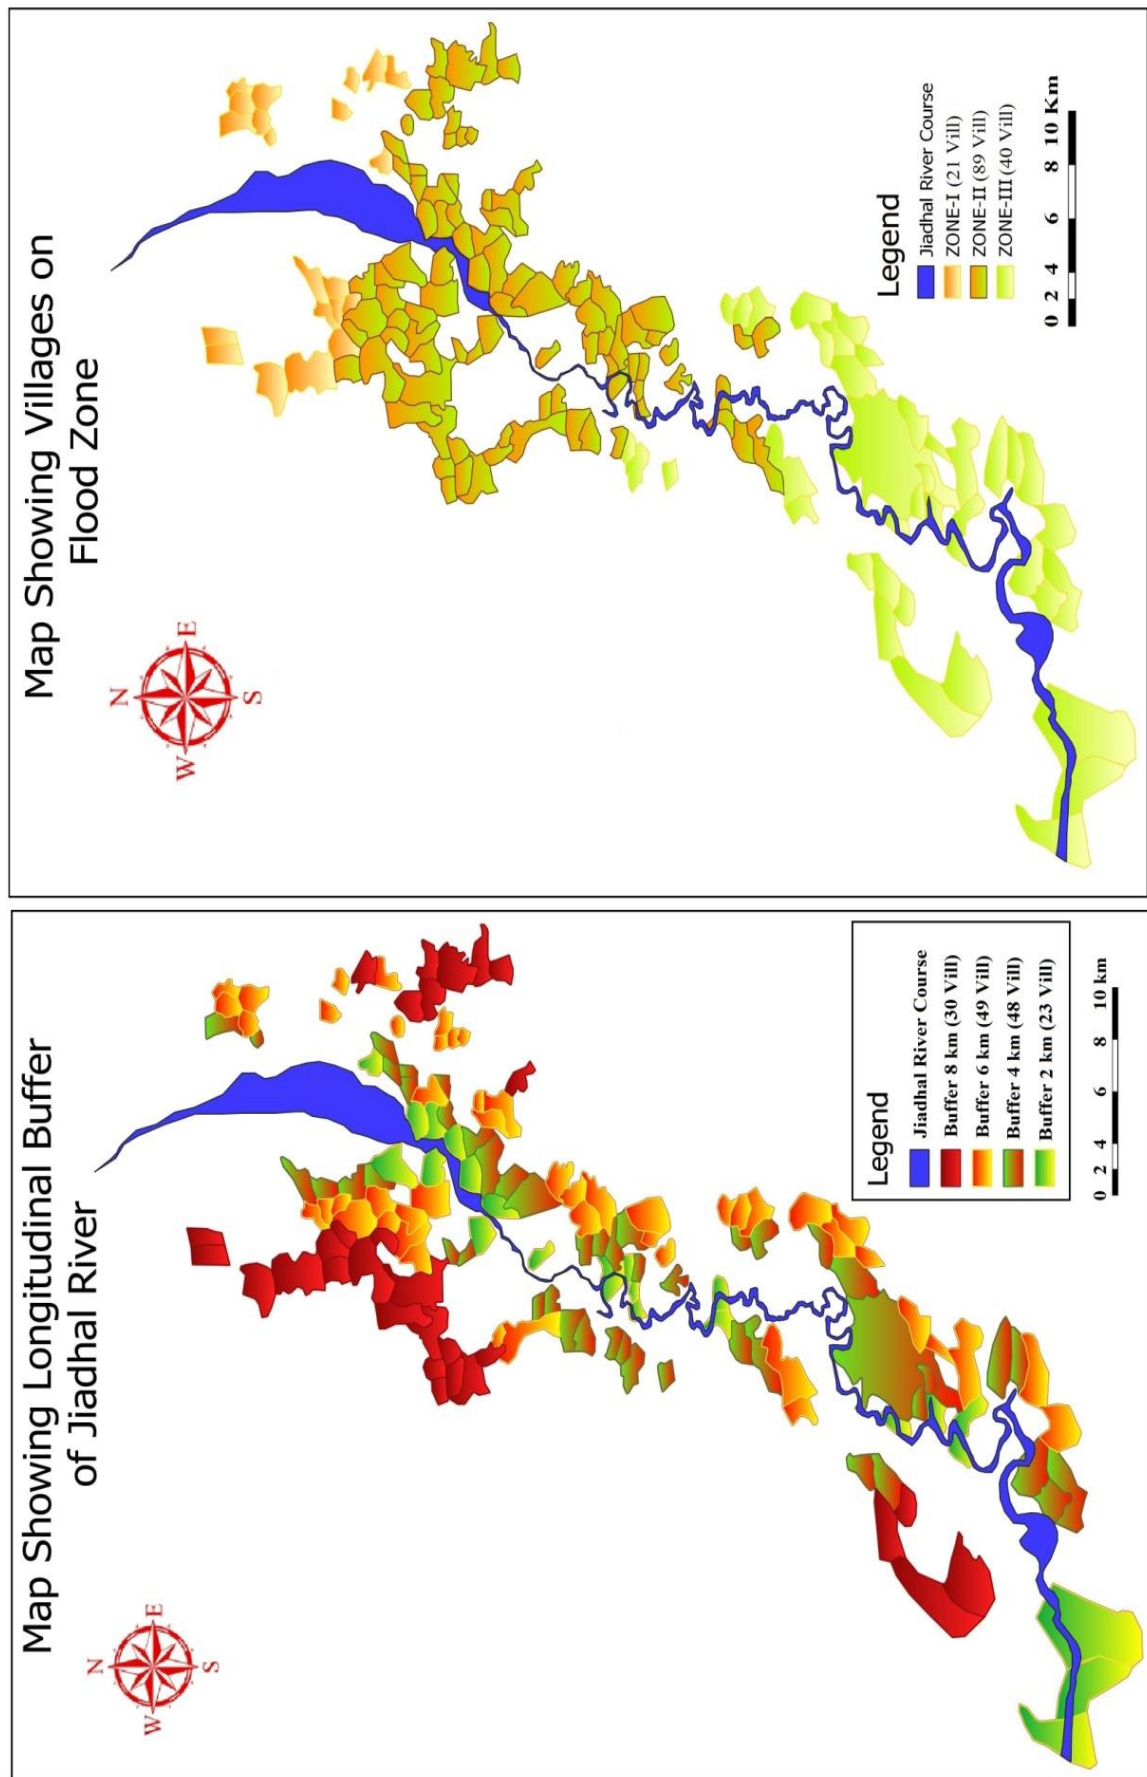 Map Showing Longitudinal Buffer
of Jiadhal River
N
W
E
S
Legend
Jiadhal River Course
Buffer 8 km (30 Vill)
Buffer 6 km (49 Vill)
Buffer 4 km (48 Vill)
Buffer 2 km (23 Vill)
0 2 4 6 8 10 km
Map Showing Villages on
Flood Zone
N
W
E
S
Legend
Jiadhal River Course
ZONE-I (21 Vill)
ZONE-II (89 Vill)
ZONE-III (40 Vill)
0 2 4 6 8 10 Km